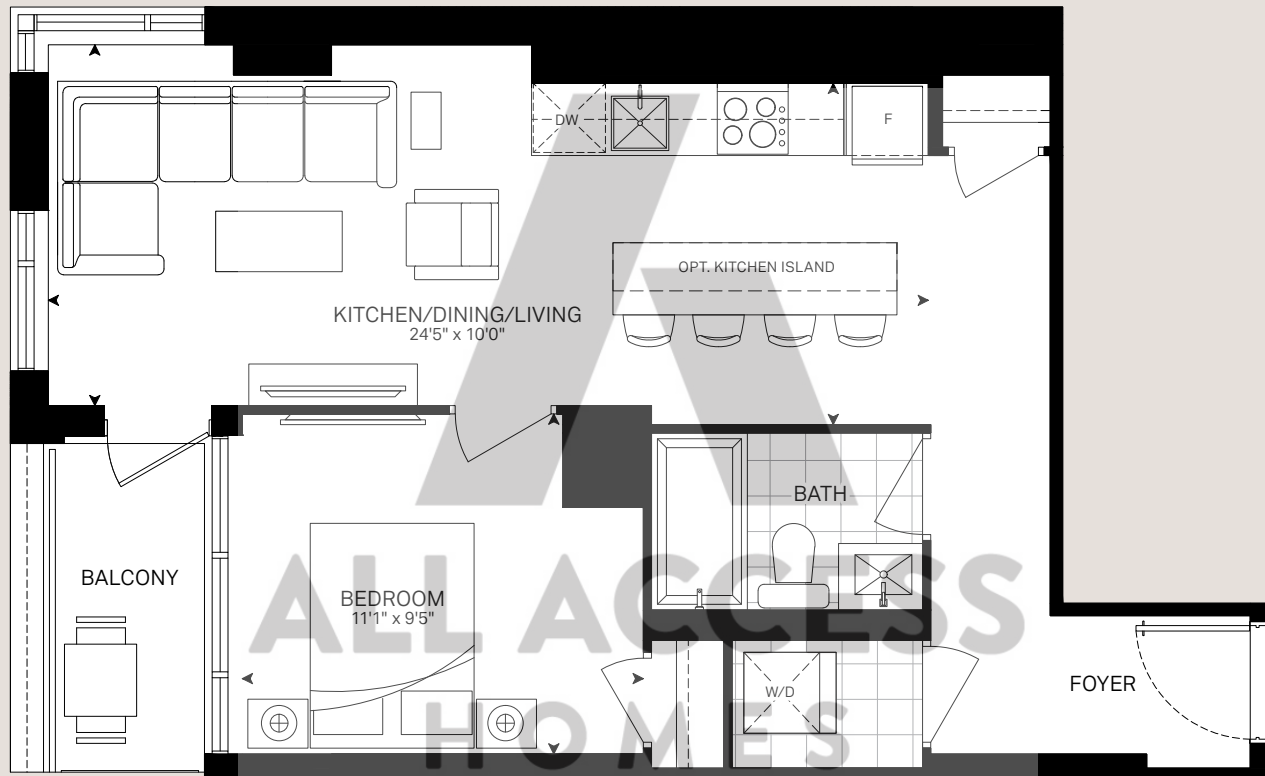 DW
F
OPT. KITCHEN ISLAND
KITCHEN/DINING/LIVING
24'5" x 10'0"
BATH
BALCONY
BEDROOM
11'1" x 9'5"
W/D
FOYER
ALL ACCESS
HOMES